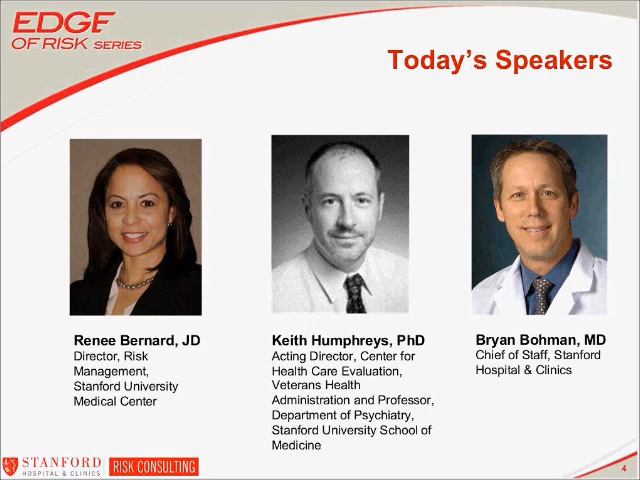 EDGE
OF RISK SERIES
Today's Speakers
Renee Bernard, JD
Director, Risk
Management,
Stanford University
Medical Center
Keith Humphreys, PhD
Acting Director, Center for
Health Care Evaluation,
Veterans Health
Administration and Professor,
Department of Psychiatry,
Stanford University School of
Medicine
Bryan Bohman, MD
Chief of Staff, Stanford
Hospital & Clinics
STANFORD
HOSPITAL & CLINICS
RISK CONSULTING
4